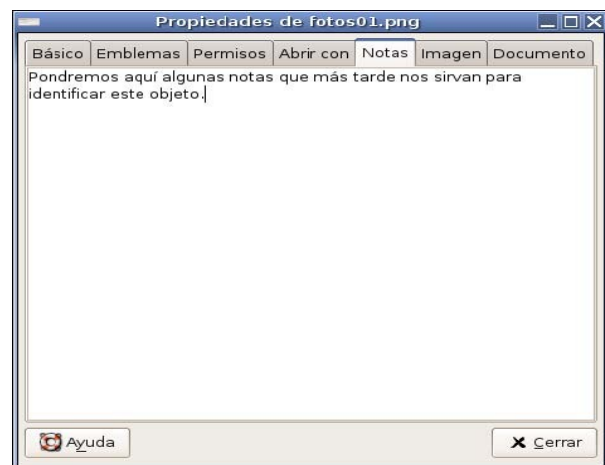 Propiedades de fotos01.png
Básico Emblemas Permisos Abrir con Notas Imagen Documento
Pondremos aquí algunas notas que más tarde nos sirvan para
identificar este objeto.
Ayuda Cerrar